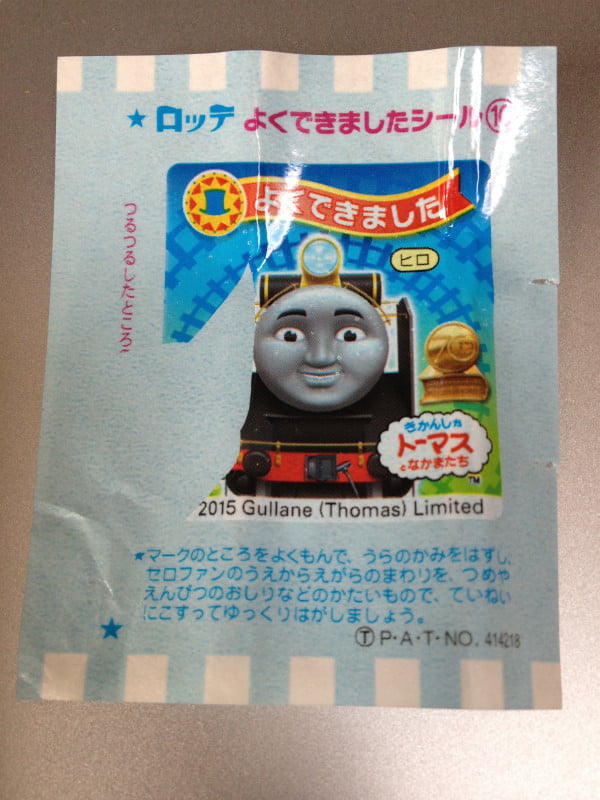 ★ロッテ よくできましたシール⑯
よくできました
ヒロ
つるつるしたところに
きかんしゃ
トーマス
となかまたち
TM
2015 Gullane (Thomas) Limited
★マークのところをよくもんで、うらのかみをはずし、
セロファンのうえからえがらのまわりを、つめや
えんぴつのおしりなどのかたいもので、ていねい
にこすってゆっくりはがしましょう。
★
Ⓣ P・A・T・NO. 414218